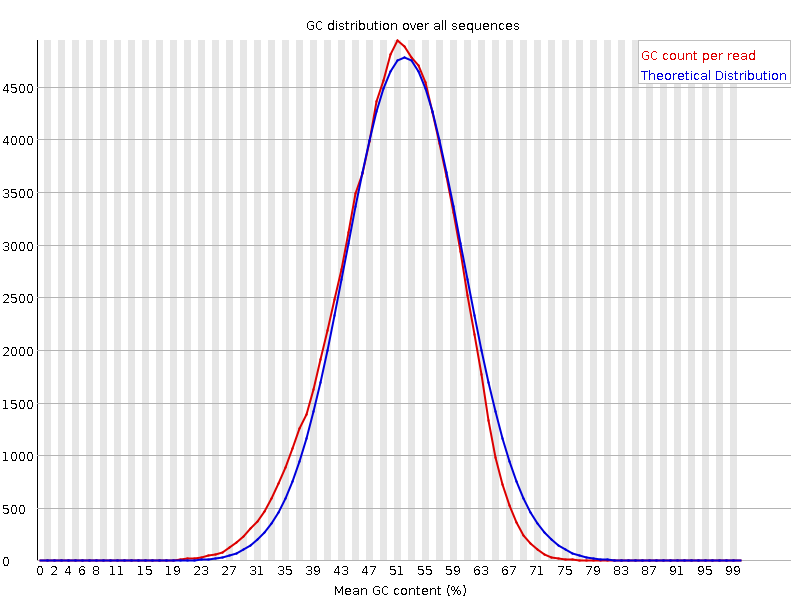 GC distribution over all sequences
GC count per read
Theoretical Distribution
4500
4000
3500
3000
2500
2000
1500
1000
500
0
0 2 4 6 8 11 15 19 23 27 31 35 39 43 47 51 55 59 63 67 71 75 79 83 87 91 95 99
Mean GC content (%)